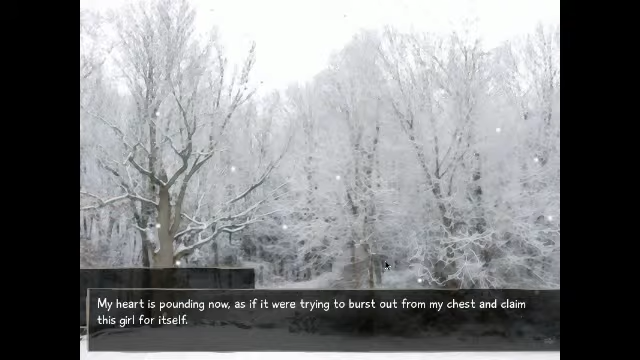 My heart is pounding now, as if it were trying to burst out from my chest and claim
this girl for itself.